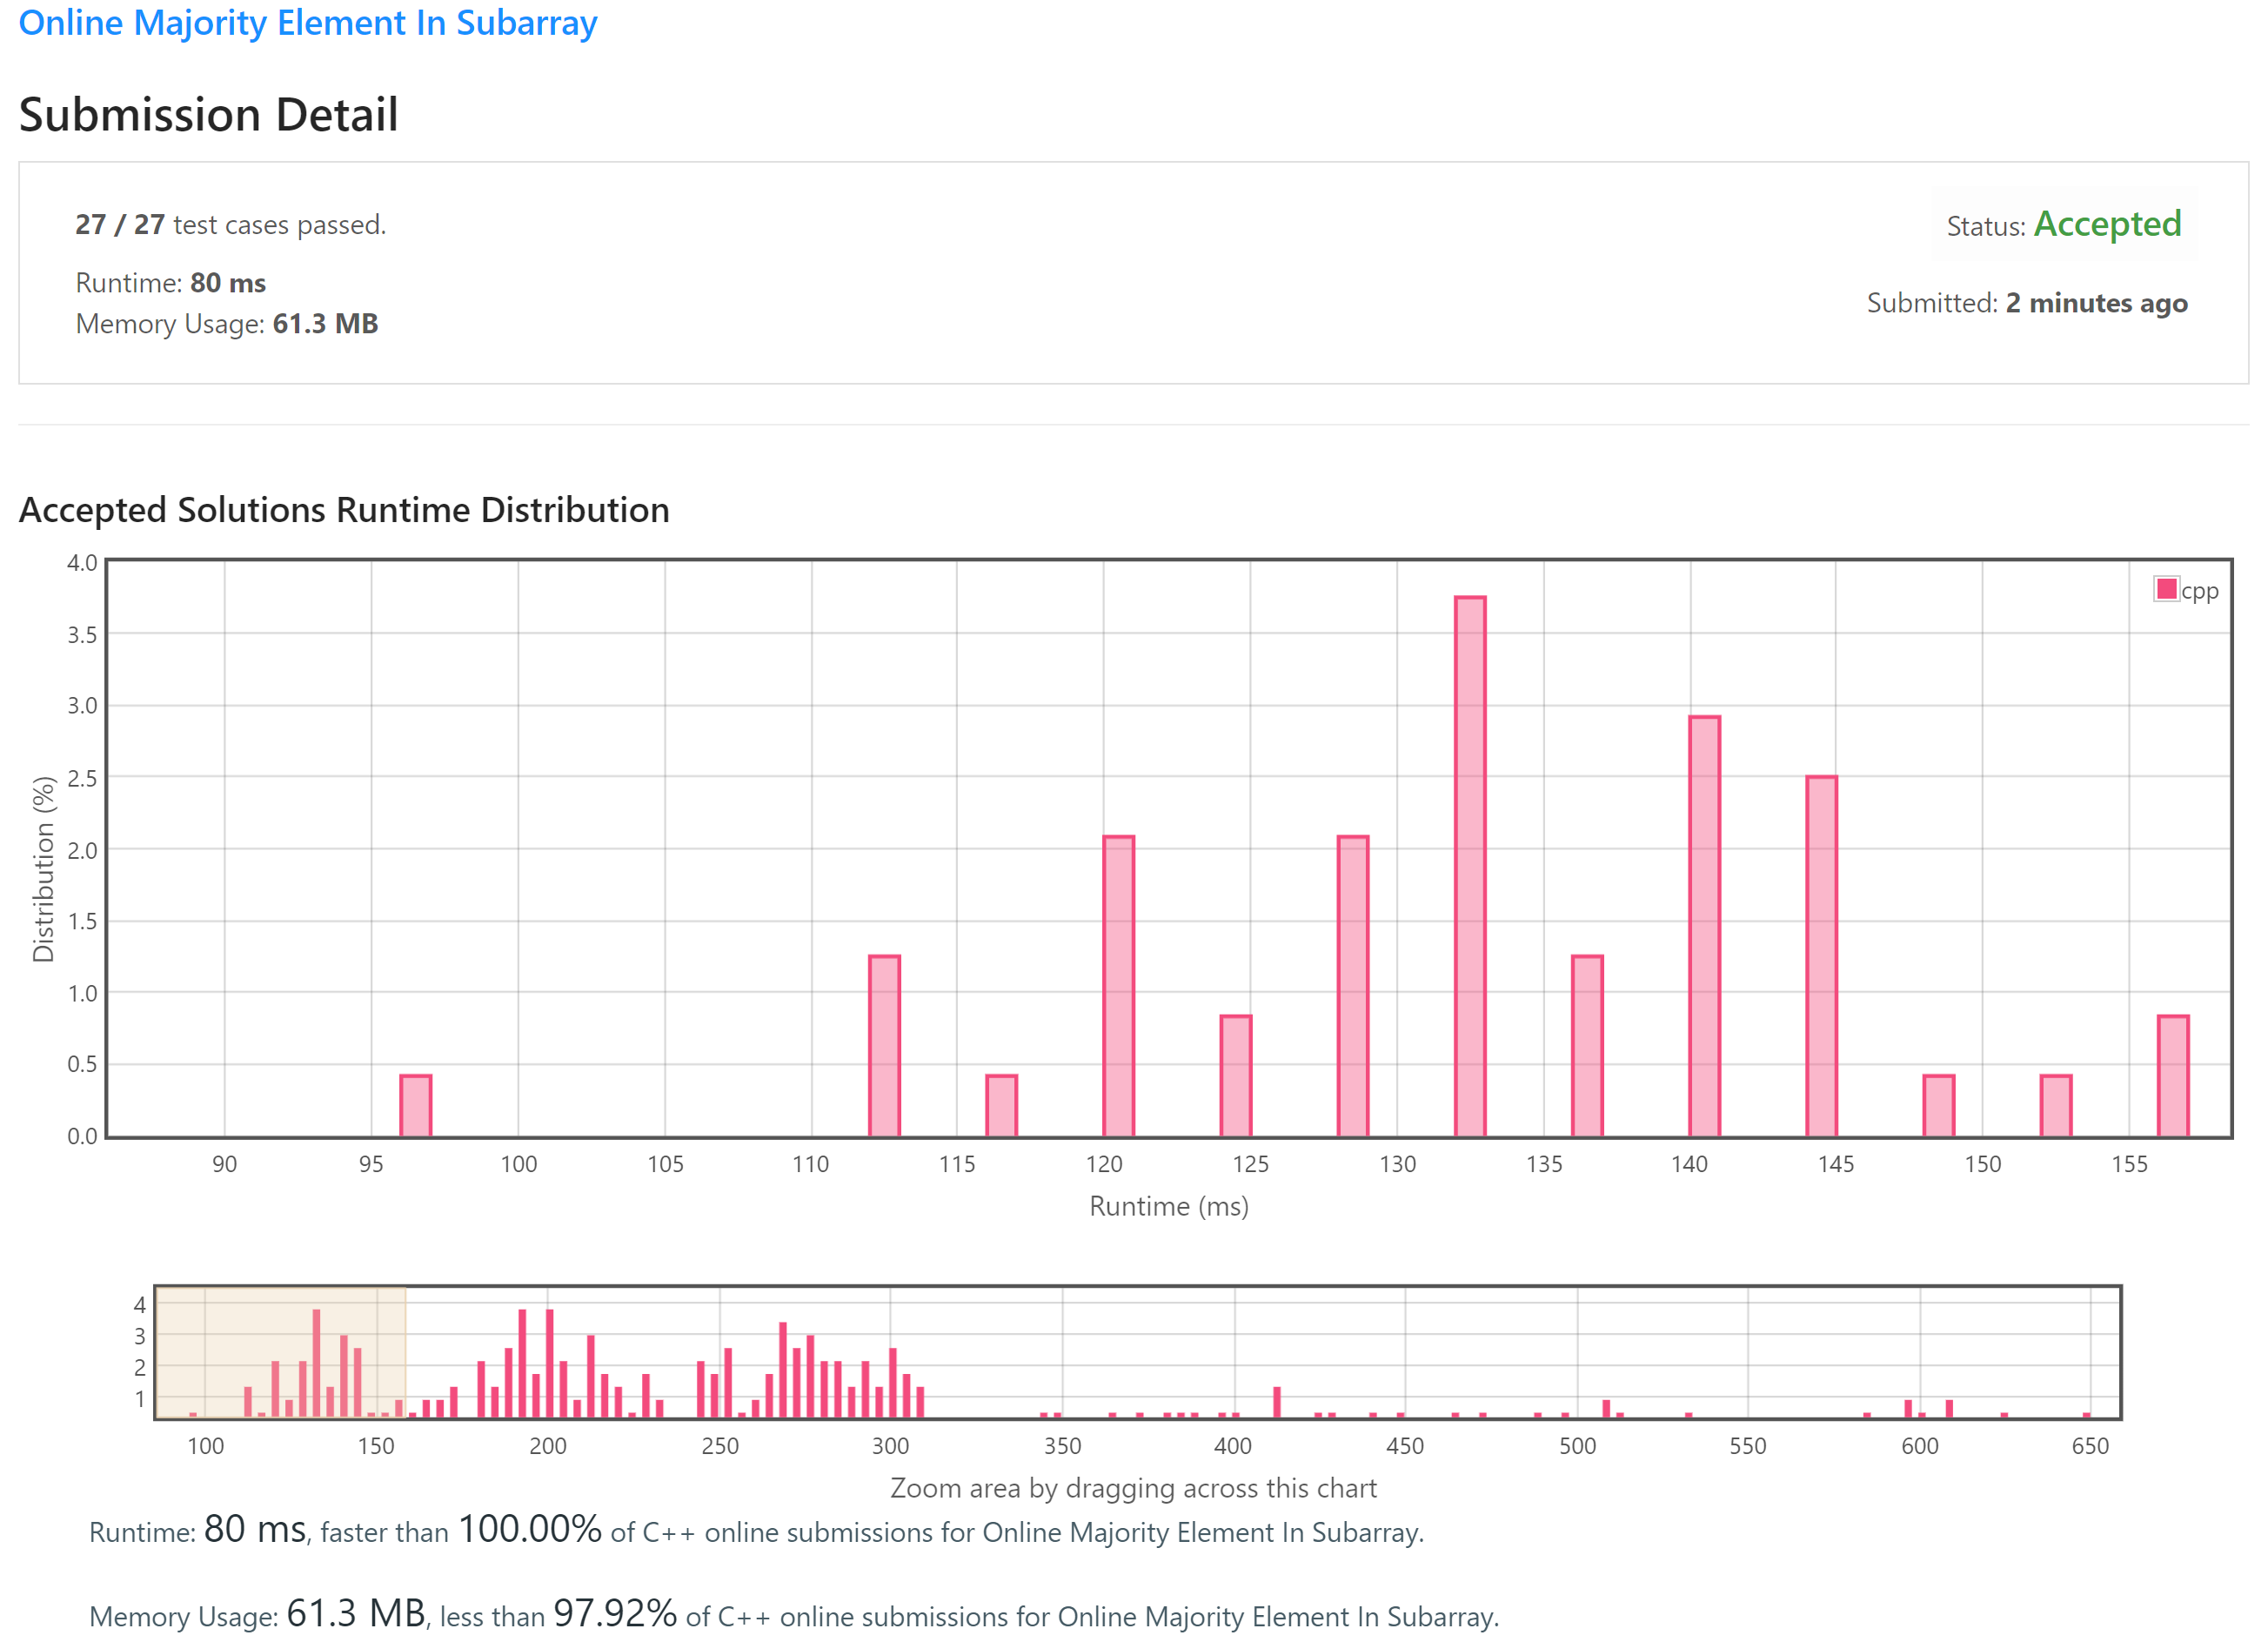 Online Majority Element In Subarray
Submission Detail
27 / 27 test cases passed.
Status: Accepted
Runtime: 80 ms
Submitted: 2 minutes ago
Memory Usage: 61.3 MB
Accepted Solutions Runtime Distribution
4.0
cpp
3.5
3.0
2.5
2.0
1.5
1.0
0.5
0.0
Distribution (%)
90 95 100 105 110 115 120 125 130 135 140 145 150 155
Runtime (ms)
4
3
2
1
100 150 200 250 300 350 400 450 500 550 600 650
Zoom area by dragging across this chart
Runtime: 80 ms, faster than 100.00% of C++ online submissions for Online Majority Element In Subarray.
Memory Usage: 61.3 MB, less than 97.92% of C++ online submissions for Online Majority Element In Subarray.